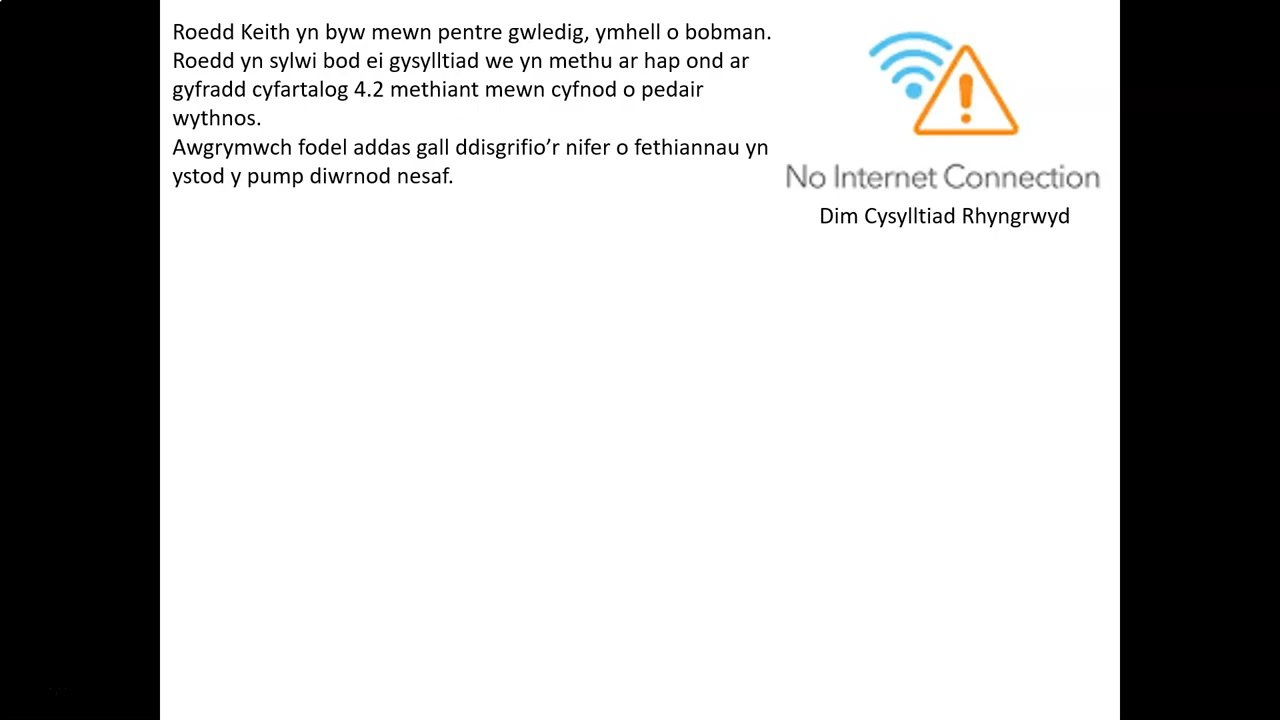 Roedd Keith yn byw mewn pentre gwledig, ymhell o bobman.
Roedd yn sylwi bod ei gysylltiad we yn methu ar hap ond ar
gyfradd cyfartalog 4.2 methiant mewn cyfnod o pedair
wythnos.
Awgrymwch fodel addas gall ddisgrifio’r nifer o fethiannau yn
ystod y pump diwrnod nesaf.
No Internet Connection
Dim Cysylltiad Rhyngrwyd